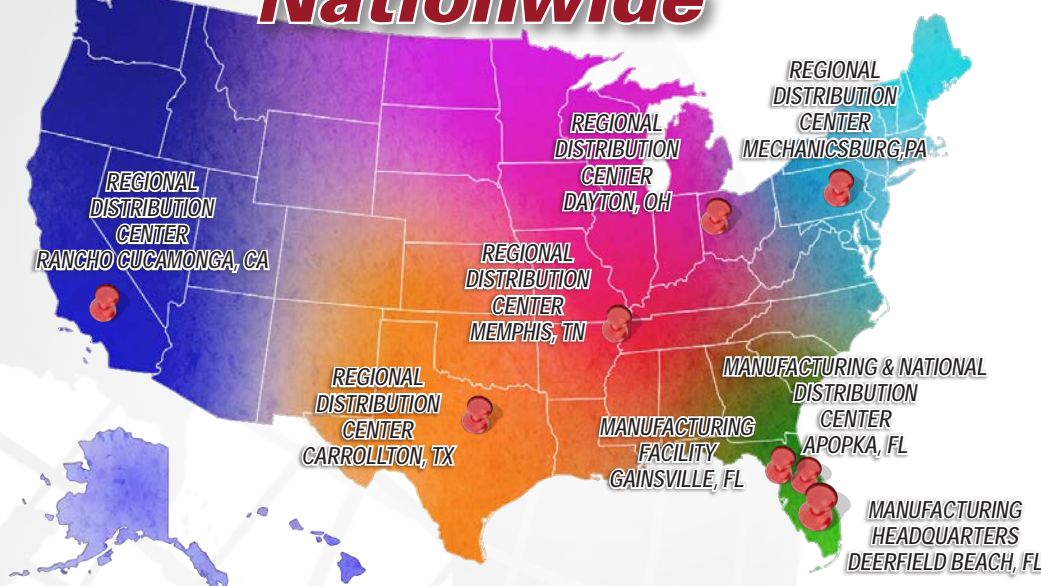 Nationwide
REGIONAL
DISTRIBUTION
CENTER
MECHANICSBURG,PA
REGIONAL
DISTRIBUTION
CENTER
DAYTON, OH
REGIONAL
DISTRIBUTION
CENTER
RANCHO CUCAMONGA, CA
REGIONAL
DISTRIBUTION
CENTER
MEMPHIS, TN
REGIONAL
DISTRIBUTION
CENTER
CARROLLTON, TX
MANUFACTURING & NATIONAL
DISTRIBUTION
CENTER
APOPKA, FL
MANUFACTURING
FACILITY
GAINSVILLE, FL
MANUFACTURING
HEADQUARTERS
DEERFIELD BEACH, FL